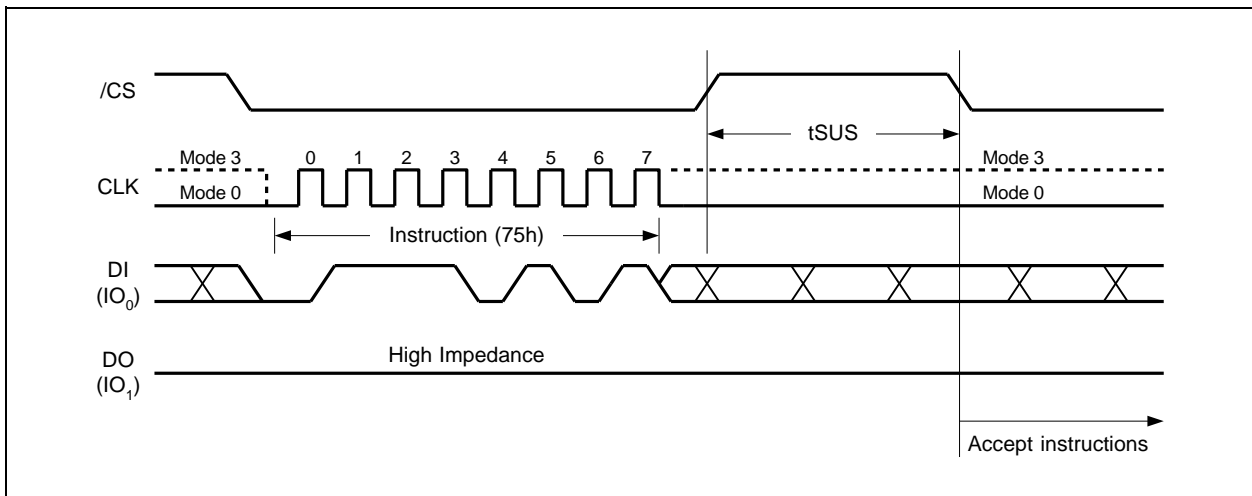 /CS
tSUS
Mode 3 0 1 2 3 4 5 6 7 Mode 3
CLK
Mode 0 Mode 0
Instruction (75h)
DI
(IO0)
High Impedance
DO
(IO1)
Accept instructions